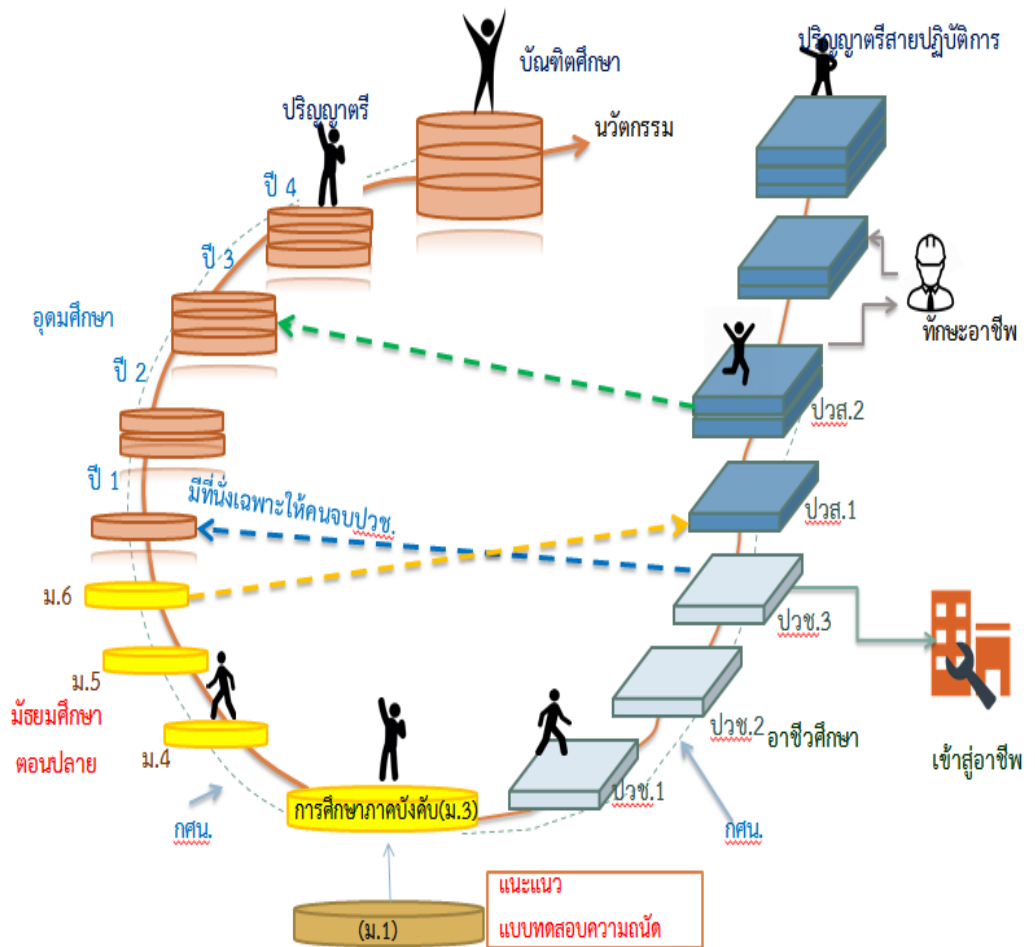 ปริญญาตรีสายปฏิบัติการ
บัณฑิตศึกษา
ปริญญาตรี
นวัตกรรม
ปี 4
ปี 3
อุดมศึกษา
ทักษะอาชีพ
ปี 2
ปวส.2
ปี 1
มีที่นั่งเฉพาะให้คนจบปวช.
ปวส.1
ม.6
ปวช.3
ม.5
มัธยมศึกษา
ตอนปลาย
ม.4
ปวช.2
อาชีวศึกษา
เข้าสู่อาชีพ
ปวช.1
การศึกษาภาคบังคับ(ม.3)
กศน.
กศน.
แนะแนว
แบบทดสอบความถนัด
(ม.1)